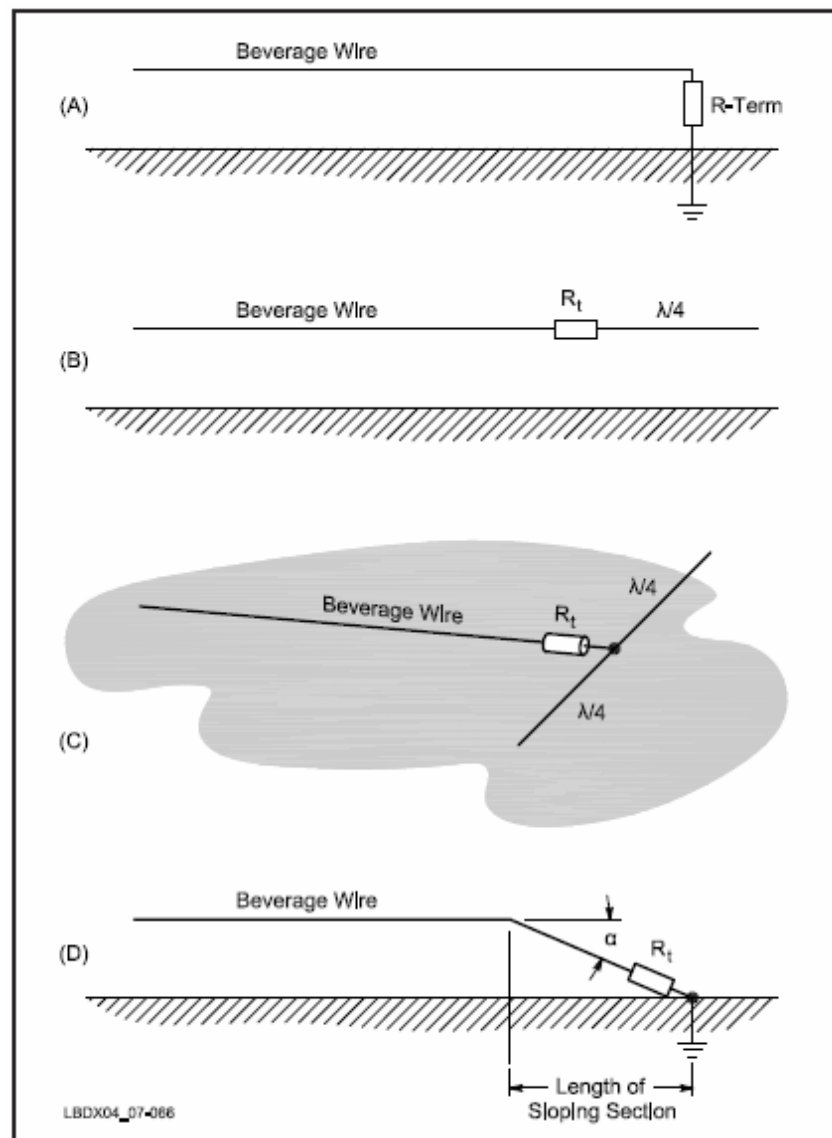 Beverage Wire
(A)
R-Term
Beverage Wire
Rₜ
λ/4
(B)
λ/4
Beverage Wire
Rₜ
λ/4
(C)
Beverage Wire
α
Rₜ
(D)
Length of
Sloping Section
LBDX04_07-066